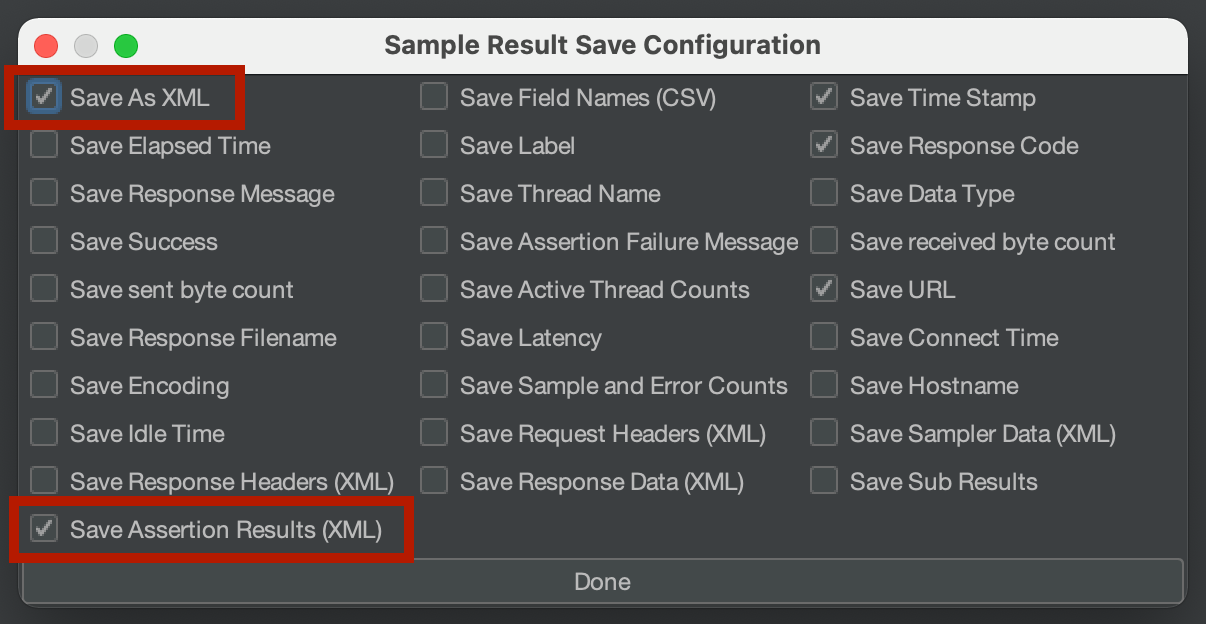 Sample Result Save Configuration
Save As XML Save Field Names (CSV) Save Time Stamp
Save Elapsed Time Save Label Save Response Code
Save Response Message Save Thread Name Save Data Type
Save Success Save Assertion Failure Message Save received byte count
Save sent byte count Save Active Thread Counts Save URL
Save Response Filename Save Latency Save Connect Time
Save Encoding Save Sample and Error Counts Save Hostname
Save Idle Time Save Request Headers (XML) Save Sampler Data (XML)
Save Response Headers (XML) Save Response Data (XML) Save Sub Results
Save Assertion Results (XML)
Done